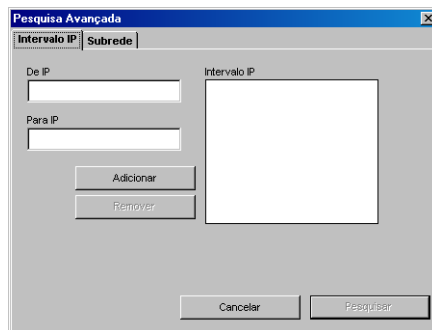 Pesquisa Avançada
Intervalo IP
Subrede
De IP
Intervalo IP
Para IP
Adicionar
Remover
Cancelar
Pesquisar